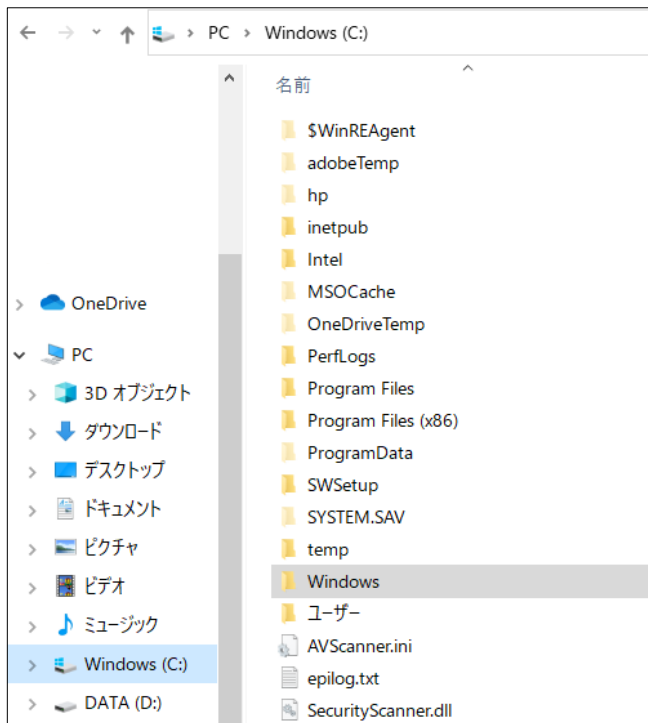 PC > Windows (C:)
名前
$WinREAgent
adobeTemp
hp
inetpub
Intel
MSOCache
OneDriveTemp
PerfLogs
Program Files
Program Files (x86)
ProgramData
SWSetup
SYSTEM.SAV
temp
Windows
ユーザー
AVScanner.ini
epilog.txt
SecurityScanner.dll
OneDrive
PC
3D オブジェクト
ダウンロード
デスクトップ
ドキュメント
ピクチャ
ビデオ
ミュージック
Windows (C:)
DATA (D:)